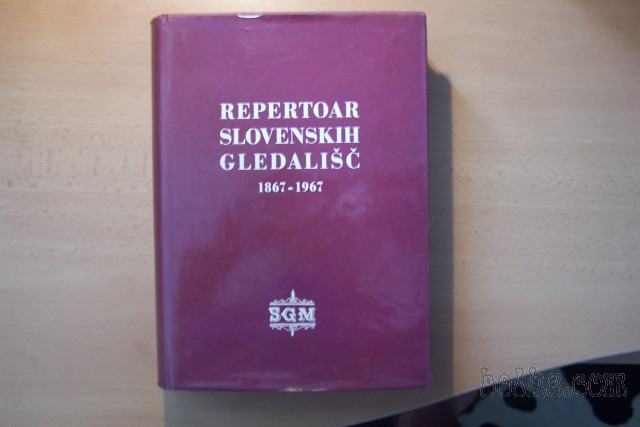 REPERTOAR
SLOVENSKIH
GLEDALIŠČ
1867-1967
SGM
bolha.com